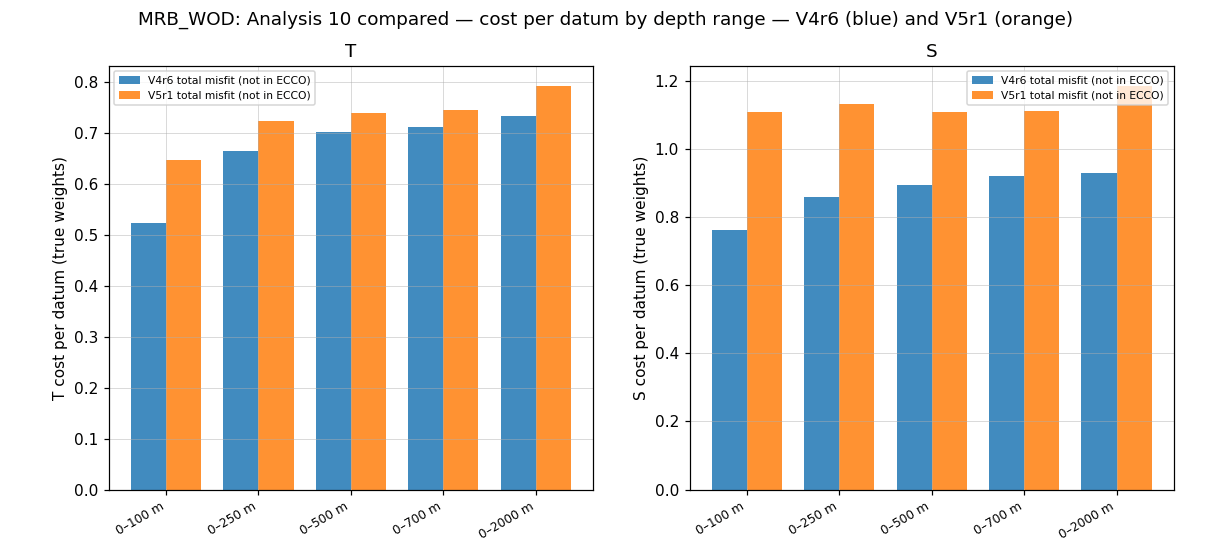 MRB_WOD: Analysis 10 compared — cost per datum by depth range — V4r6 (blue) and V5r1 (orange)
T
V4r6 total misfit (not in ECCO)
V5r1 total misfit (not in ECCO)
T cost per datum (true weights)
0.8
0.7
0.6
0.5
0.4
0.3
0.2
0.1
0.0
0–100 m
0–250 m
0–500 m
0–700 m
0–2000 m
S
V4r6 total misfit (not in ECCO)
V5r1 total misfit (not in ECCO)
S cost per datum (true weights)
1.2
1.0
0.8
0.6
0.4
0.2
0.0
0–100 m
0–250 m
0–500 m
0–700 m
0–2000 m